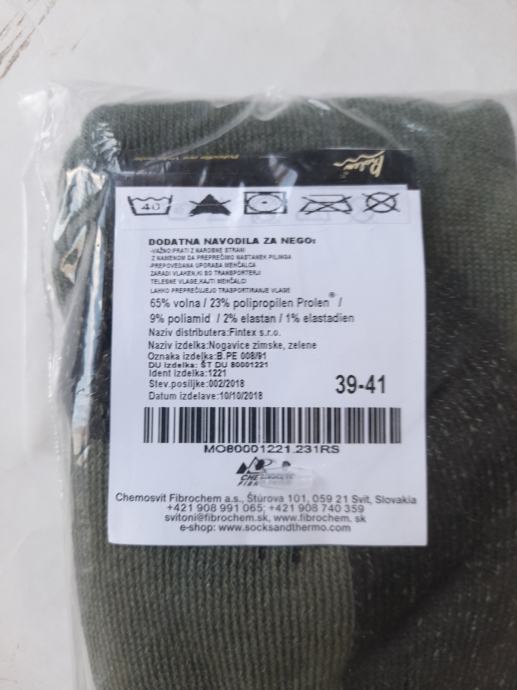 Prolen
40
DODATNA NAVODILA ZA NEGO:
-VAŽNO:PRATI Z NAROBNE STRANI
Z NAMENOM DA PREPREČIMO NASTANEK PILINGA
-PREPOVEDANA UPORABA MEHČALCA
ZARADI VLAKEN,KI SO TRANSPORTERJI
TELESNE VLAGE,KAJTI MEHČALCI
LAHKO PREPREČUJEJO TRASPORTIRANJE VLAGE
65% volna / 23% polipropilen Prolen® /
9% poliamid / 2% elastan / 1% elastadien
Naziv distributera:Fintex s.r.o.
Naziv izdelka:Nogavice zimske, zelene
Oznaka izdelka:B.PE 008/91
DU izdelka: ŠT DU 80001221
Ident izdelka:1221
Štev.posiljke:002/2018
Datum izdelave:10/10/2018
39-41
MO80001221.231RS
Chemosvit Fibrochem a.s., Štúrova 101, 059 21 Svit, Slovakia
+421 908 991 065; +421 908 740 359
svitoni@fibrochem.sk, www.fibrochem. sk
e-shop: www.socksandthermo.com